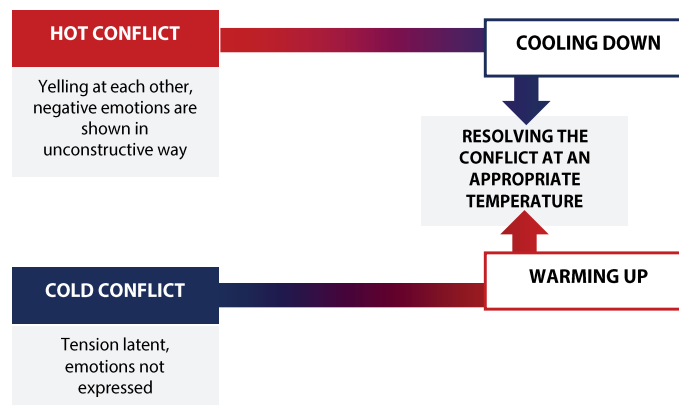 HOT CONFLICT
Yelling at each other,
negative emotions are
shown in
unconstructive way
COOLING DOWN
RESOLVING THE
CONFLICT AT AN
APPROPRIATE
TEMPERATURE
WARMING UP
COLD CONFLICT
Tension latent,
emotions not
expressed